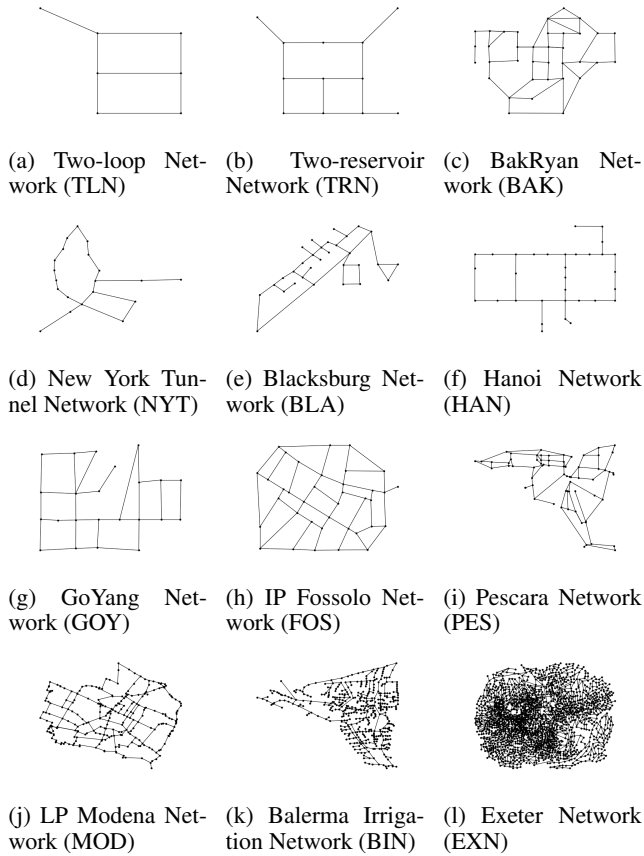 (a) Two-loop Net-
work (TLN)
(b) Two-reservoir
Network (TRN)
(c) BakRyan Net-
work (BAK)
(d) New York Tun-
nel Network (NYT)
(e) Blacksburg Net-
work (BLA)
(f) Hanoi Network
(HAN)
(g) GoYang Net-
work (GOY)
(h) IP Fossolo Net-
work (FOS)
(i) Pescara Network
(PES)
(j) LP Modena Net-
work (MOD)
(k) Balerma Irriga-
tion Network (BIN)
(l) Exeter Network
(EXN)